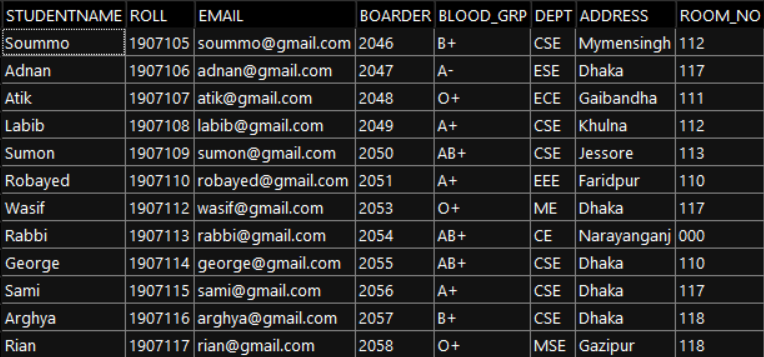 STUDENTNAME ROLL EMAIL BOARDER BLOOD_GRP DEPT ADDRESS ROOM_NO
Soummo 1907105 soummo@gmail.com 2046 B+ CSE Mymensingh 112
Adnan 1907106 adnan@gmail.com 2047 A- ESE Dhaka 117
Atik 1907107 atik@gmail.com 2048 O+ ECE Gaibandha 111
Labib 1907108 labib@gmail.com 2049 A+ CSE Khulna 112
Sumon 1907109 sumon@gmail.com 2050 AB+ CSE Jessore 113
Robayed 1907110 robayed@gmail.com 2051 A+ EEE Faridpur 110
Wasif 1907112 wasif@gmail.com 2053 O+ ME Dhaka 117
Rabbi 1907113 rabbi@gmail.com 2054 AB+ CE Narayanganj 000
George 1907114 george@gmail.com 2055 AB+ CSE Dhaka 110
Sami 1907115 sami@gmail.com 2056 A+ CSE Dhaka 117
Arghya 1907116 arghya@gmail.com 2057 B+ CSE Dhaka 118
Rian 1907117 rian@gmail.com 2058 O+ MSE Gazipur 118